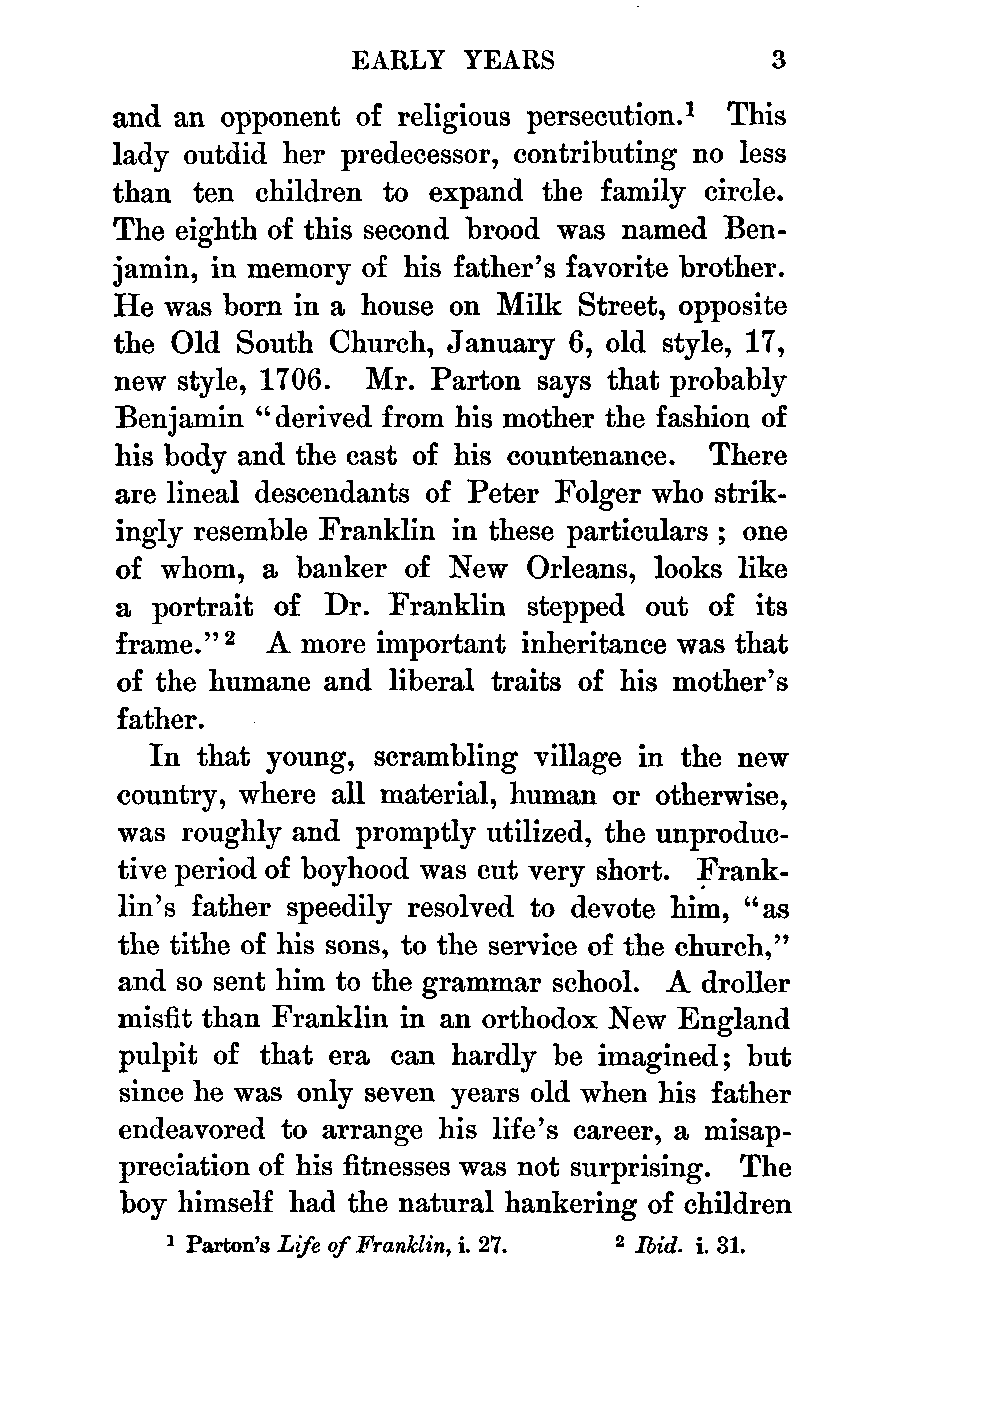 EARLY YEARS 3
and an opponent of religious persecution.¹ This
lady outdid her predecessor, contributing no less
than ten children to expand the family circle.
The eighth of this second brood was named Ben-
jamin, in memory of his father's favorite brother.
He was born in a house on Milk Street, opposite
the Old South Church, January 6, old style, 17,
new style, 1706. Mr. Parton says that probably
Benjamin “derived from his mother the fashion of
his body and the cast of his countenance. There
are lineal descendants of Peter Folger who strik-
ingly resemble Franklin in these particulars ; one
of whom, a banker of New Orleans, looks like
a portrait of Dr. Franklin stepped out of its
frame.” ² A more important inheritance was that
of the humane and liberal traits of his mother's
father.
In that young, scrambling village in the new
country, where all material, human or otherwise,
was roughly and promptly utilized, the unproduc-
tive period of boyhood was cut very short. Frank-
lin's father speedily resolved to devote him, “as
the tithe of his sons, to the service of the church,”
and so sent him to the grammar school. A droller
misfit than Franklin in an orthodox New England
pulpit of that era can hardly be imagined; but
since he was only seven years old when his father
endeavored to arrange his life's career, a misap-
preciation of his fitnesses was not surprising. The
boy himself had the natural hankering of children
¹ Parton's Life of Franklin, i. 27. ² Ibid. i. 31.